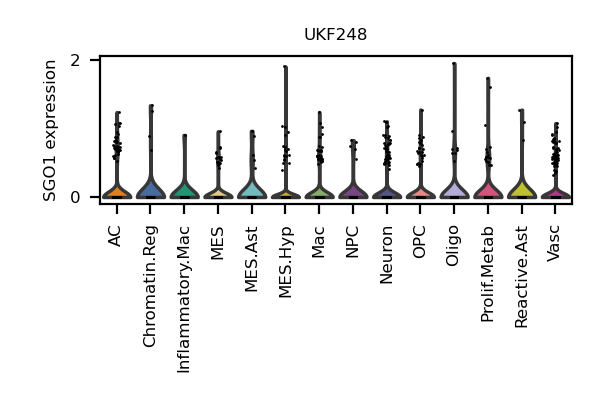 UKF248
SGO1 expression
2
0
AC
Chromatin.Reg
Inflammatory.Mac
MES
MES.Ast
MES.Hyp
Mac
NPC
Neuron
OPC
Oligo
Prolif.Metab
Reactive.Ast
Vasc